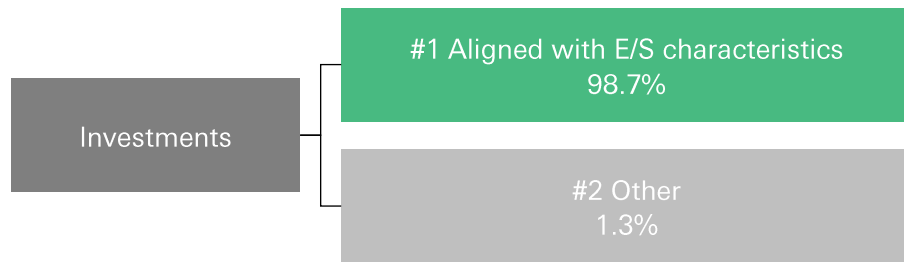 #1 Aligned with E/S characteristics
98.7%
Investments
#2 Other
1.3%